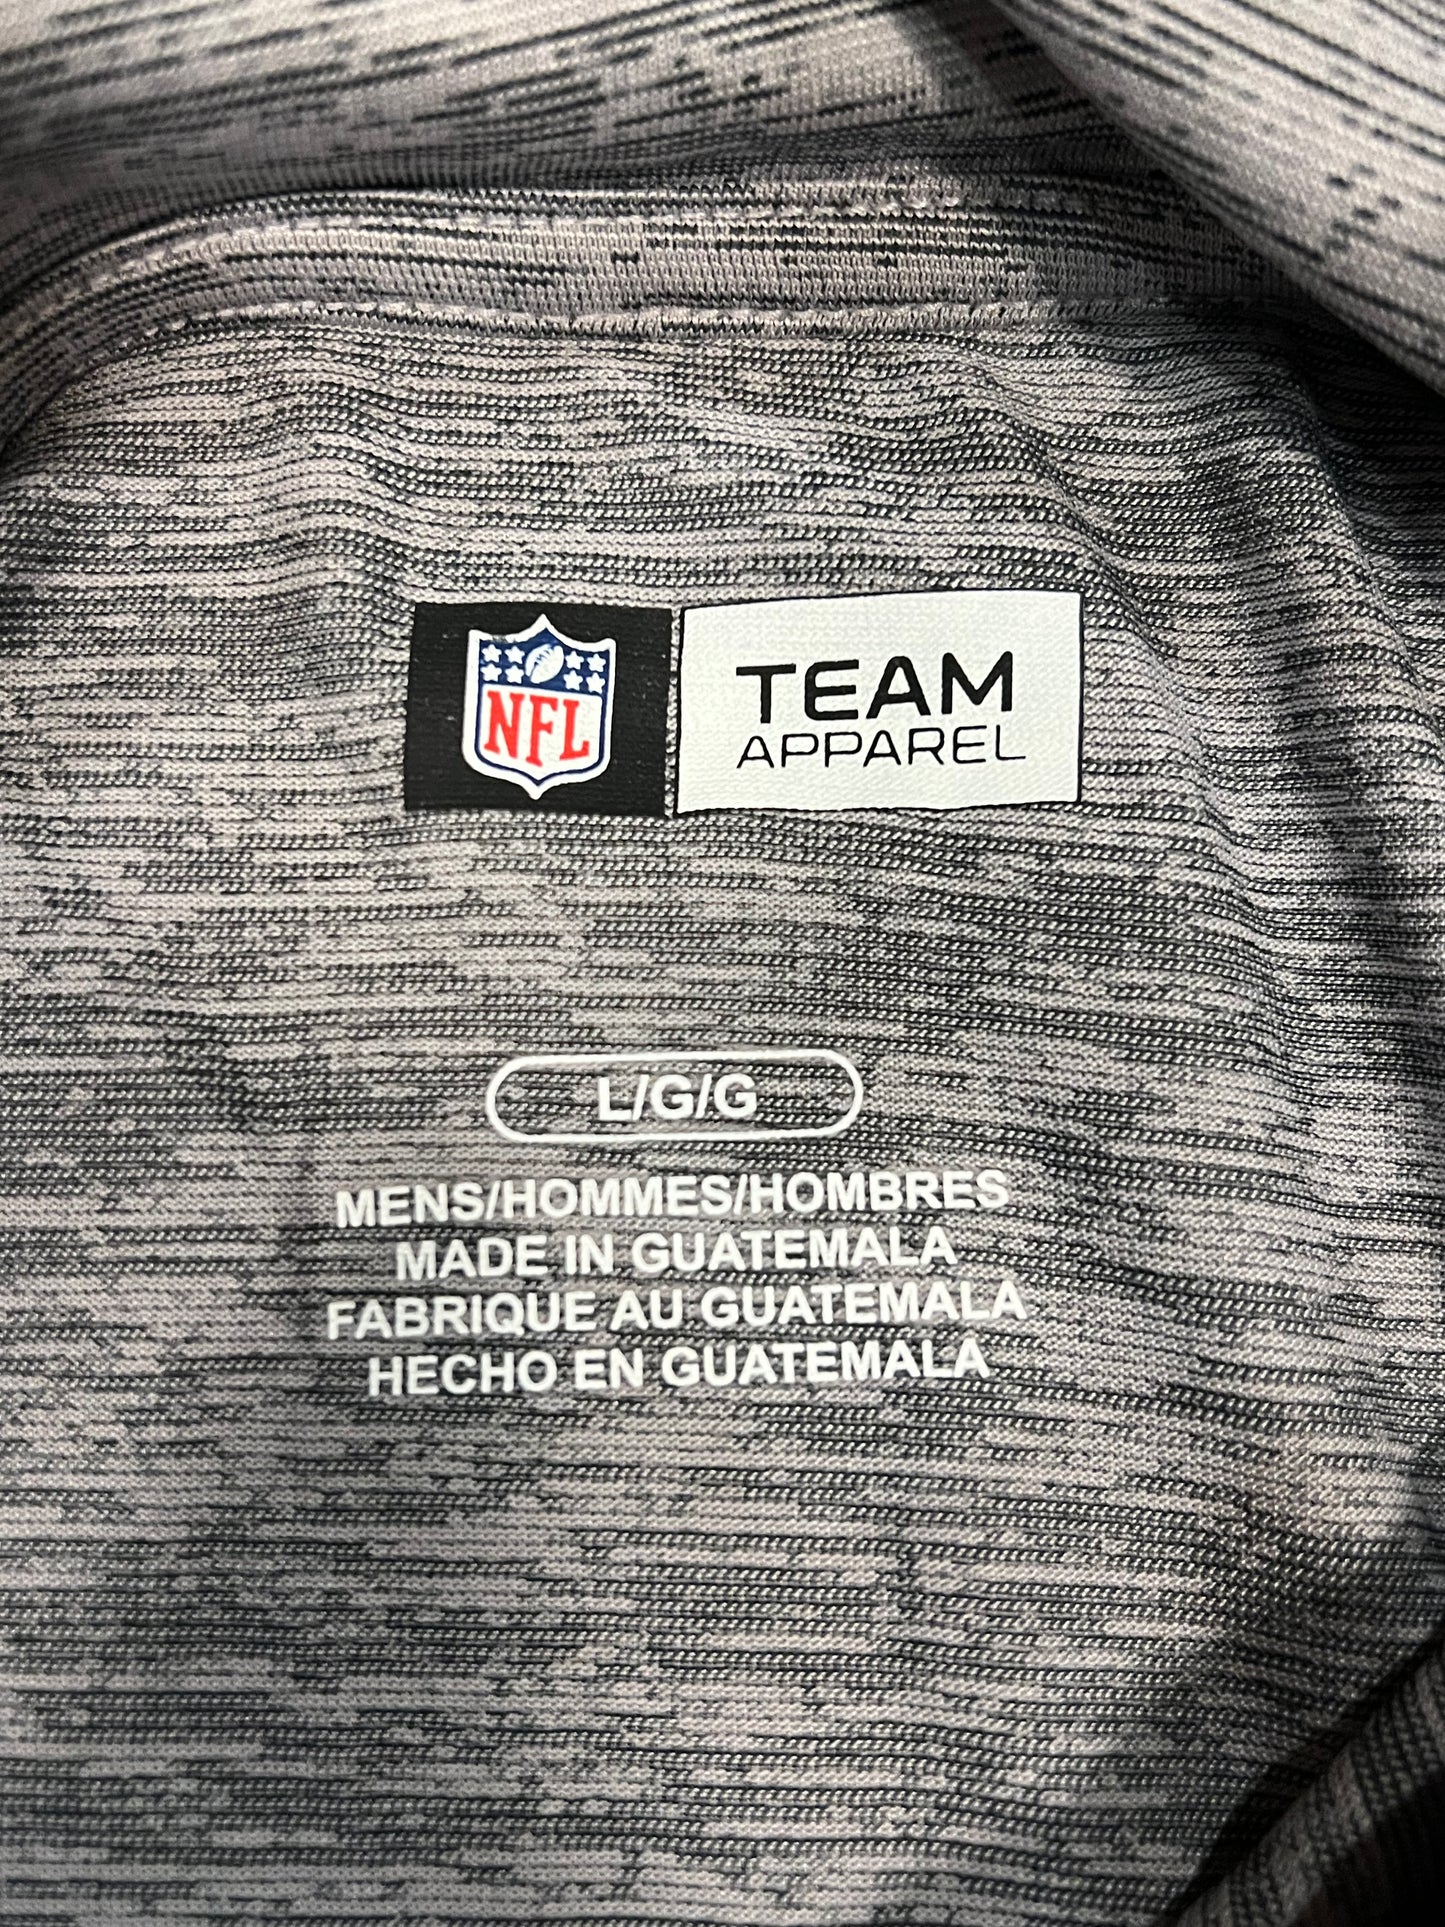 NFL
TEAM
APPAREL
L/G/G
MENS/HOMMES/HOMBRES
MADE IN GUATEMALA
FABRIQUE AU GUATEMALA
HECHO EN GUATEMALA